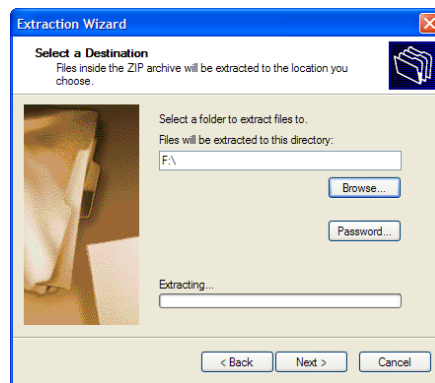 Extraction Wizard
Select a Destination
Files inside the ZIP archive will be extracted to the location you
choose.
Select a folder to extract files to.
Files will be extracted to this directory:
F:\
Browse...
Password...
Extracting...
< Back
Next >
Cancel